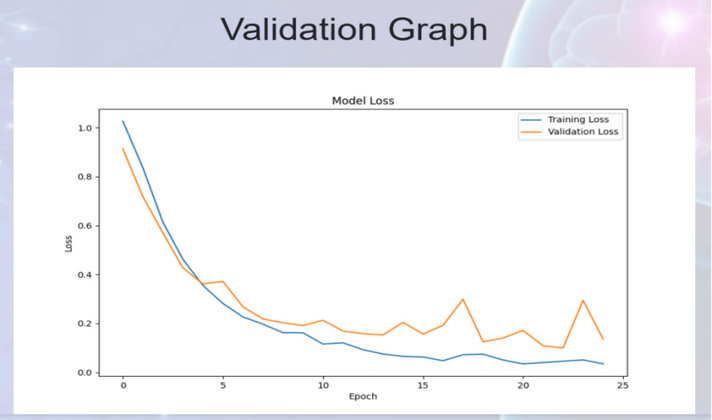 Validation Graph
Model Loss
Training Loss
Validation Loss
1.0
0.8
0.6
0.4
0.2
0.0
Loss
0 5 10 15 20 25
Epoch